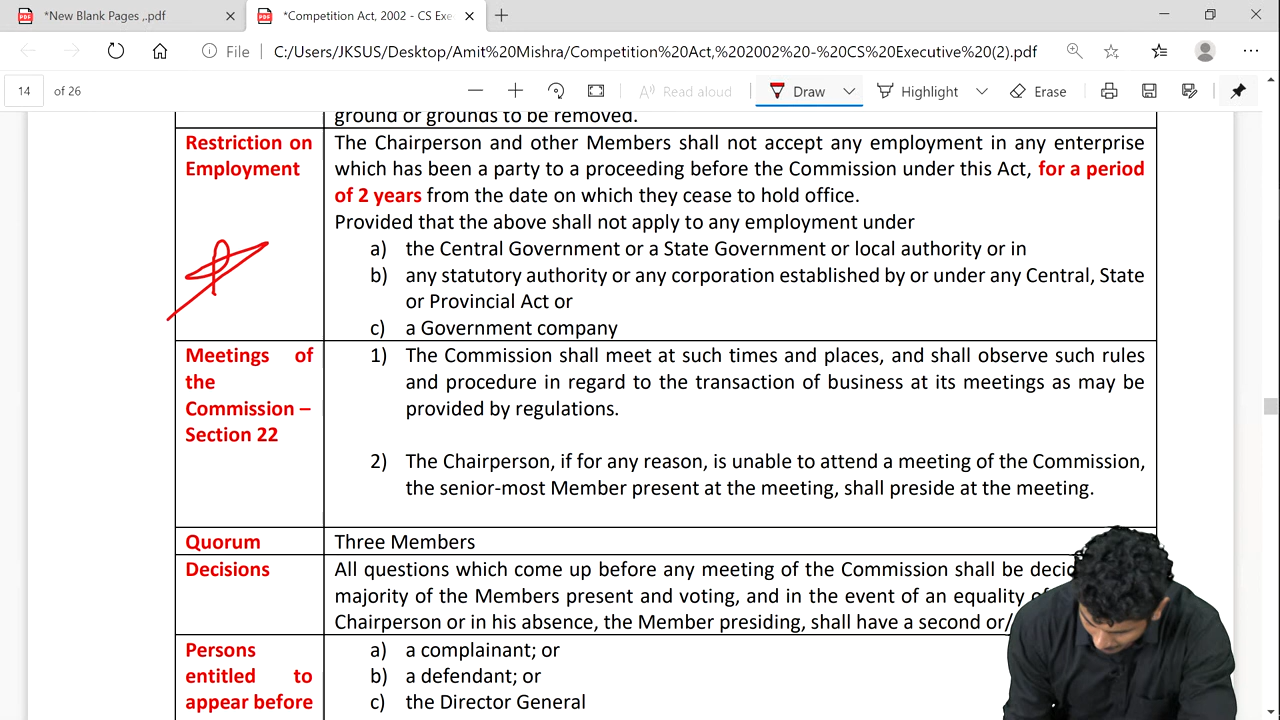 *New Blank Pages ,.pdf
*Competition Act, 2002 - CS Exe
File
C:/Users/JKSUS/Desktop/Amit%20Mishra/Competition%20Act,%202002%20-%20CS%20Executive%20(2).pdf
14 of 26
Read aloud
Draw
Highlight
Erase
ground or grounds to be removed.
Restriction on
Employment
The Chairperson and other Members shall not accept any employment in any enterprise
which has been a party to a proceeding before the Commission under this Act, for a period
of 2 years from the date on which they cease to hold office.
Provided that the above shall not apply to any employment under
a) the Central Government or a State Government or local authority or in
b) any statutory authority or any corporation established by or under any Central, State
or Provincial Act or
c) a Government company
Meetings of
the
Commission –
Section 22
1) The Commission shall meet at such times and places, and shall observe such rules
and procedure in regard to the transaction of business at its meetings as may be
provided by regulations.
2) The Chairperson, if for any reason, is unable to attend a meeting of the Commission,
the senior-most Member present at the meeting, shall preside at the meeting.
Quorum
Three Members
Decisions
All questions which come up before any meeting of the Commission shall be
majority of the Members present and voting, and in the event of an equality
Chairperson or in his absence, the Member presiding, shall have a second or/
Persons
entitled to
appear before
a) a complainant; or
b) a defendant; or
c) the Director General